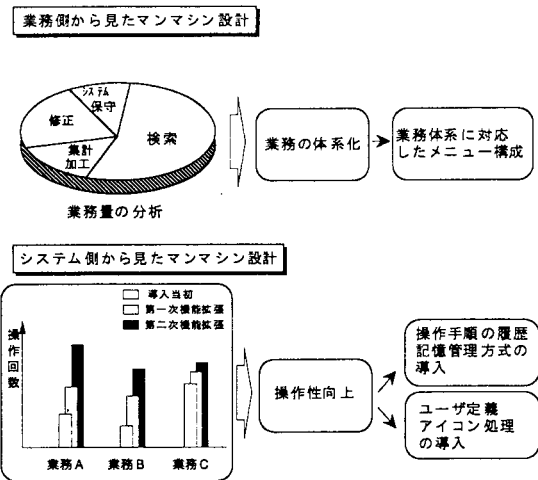 業務側から見たマンマシン設計
システム
保守
修正
検索
集計
加工
業務量の分析
業務の体系化
業務体系に対応
したメニュー構成
システム側から見たマンマシン設計
導入当初
第一次機能拡張
第二次機能拡張
操作回数
業務A
業務B
業務C
操作性向上
操作手順の履歴
記憶管理方式の
導入
ユーザ定義
アイコン処理
の導入